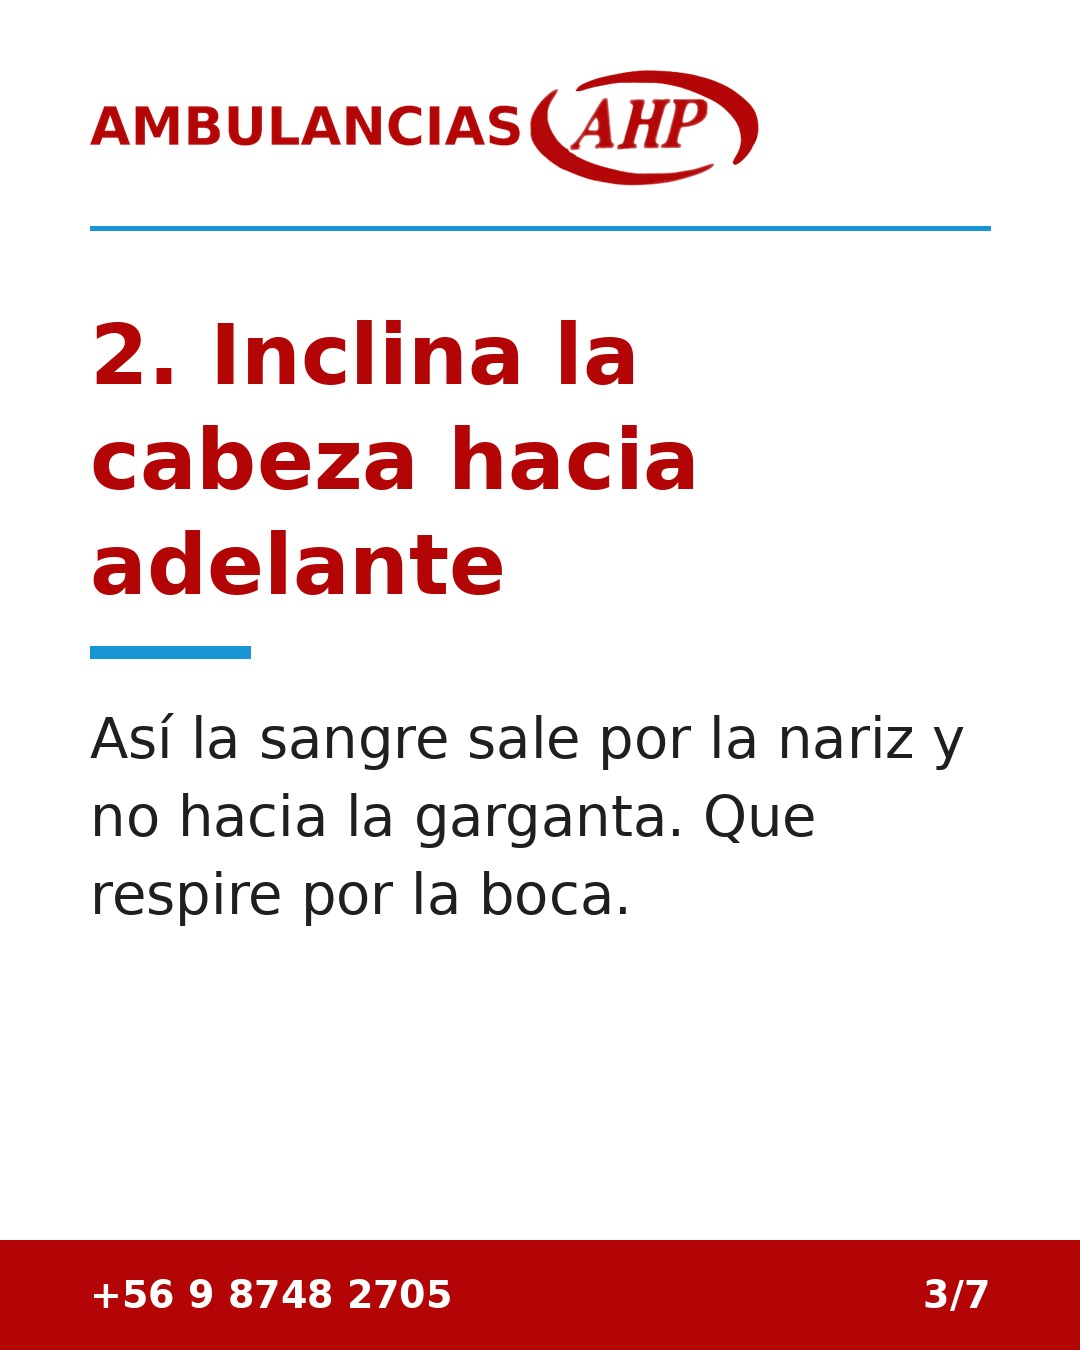 AMBULANCIAS AHP
2. Inclina la
cabeza hacia
adelante
Así la sangre sale por la nariz y
no hacia la garganta. Que
respire por la boca.
+56 9 8748 2705 3/7